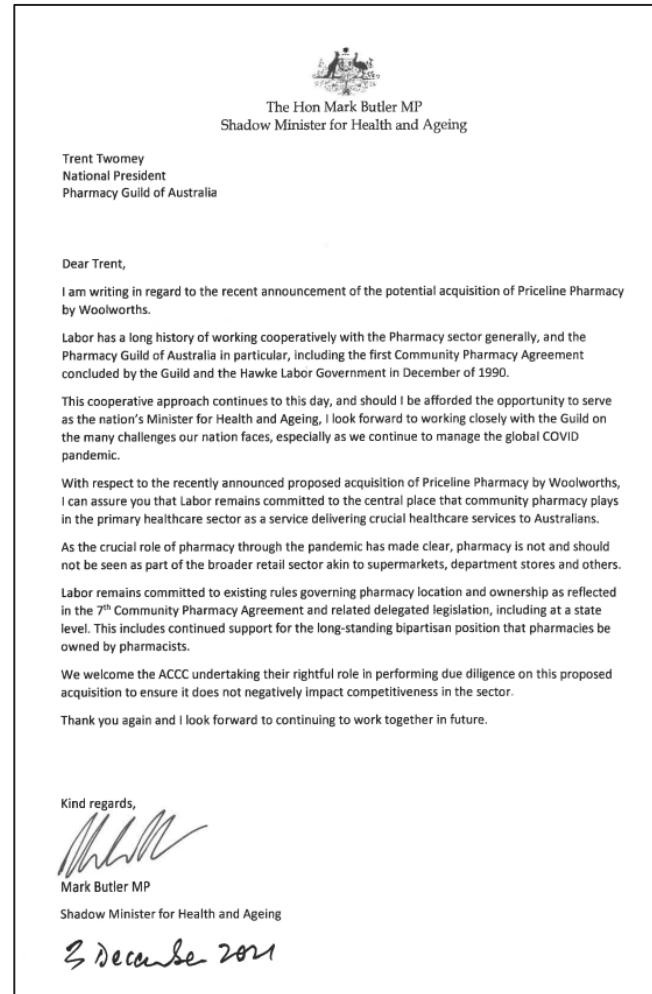 The Hon Mark Butler MP
Shadow Minister for Health and Ageing
Trent Twomey
National President
Pharmacy Guild of Australia
Dear Trent,
I am writing in regard to the recent announcement of the potential acquisition of Priceline Pharmacy
by Woolworths.
Labor has a long history of working cooperatively with the Pharmacy sector generally, and the
Pharmacy Guild of Australia in particular, including the first Community Pharmacy Agreement
concluded by the Guild and the Hawke Labor Government in December of 1990.
This cooperative approach continues to this day, and should I be afforded the opportunity to serve
as the nation's Minister for Health and Ageing, I look forward to working closely with the Guild on
the many challenges our nation faces, especially as we continue to manage the global COVID
pandemic.
With respect to the recently announced proposed acquisition of Priceline Pharmacy by Woolworths,
I can assure you that Labor remains committed to the central place that community pharmacy plays
in the primary healthcare sector as a service delivering crucial healthcare services to Australians.
As the crucial role of pharmacy through the pandemic has made clear, pharmacy is not and should
not be seen as part of the broader retail sector akin to supermarkets, department stores and others.
Labor remains committed to existing rules governing pharmacy location and ownership as reflected
in the 7th Community Pharmacy Agreement and related delegated legislation, including at a state
level. This includes continued support for the long-standing bipartisan position that pharmacies be
owned by pharmacists.
We welcome the ACCC undertaking their rightful role in performing due diligence on this proposed
acquisition to ensure it does not negatively impact competitiveness in the sector.
Thank you again and I look forward to continuing to work together in future.
Kind regards,
Mark Butler MP
Shadow Minister for Health and Ageing
3 December 2021